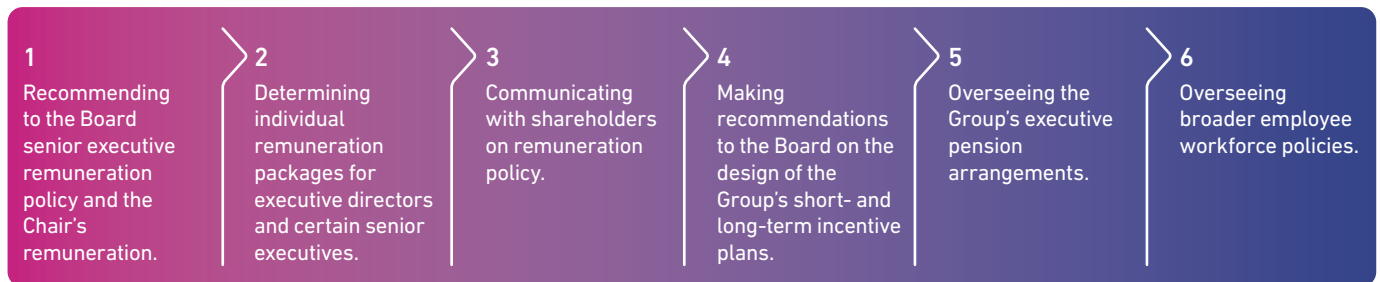 1
Recommending
to the Board
senior executive
remuneration
policy and the
Chair’s
remuneration.
2
Determining
individual
remuneration
packages for
executive directors
and certain senior
executives.
3
Communicating
with shareholders
on remuneration
policy.
4
Making
recommendations
to the Board on the
design of the
Group’s short- and
long-term incentive
plans.
5
Overseeing the
Group’s executive
pension
arrangements.
6
Overseeing
broader employee
workforce policies.